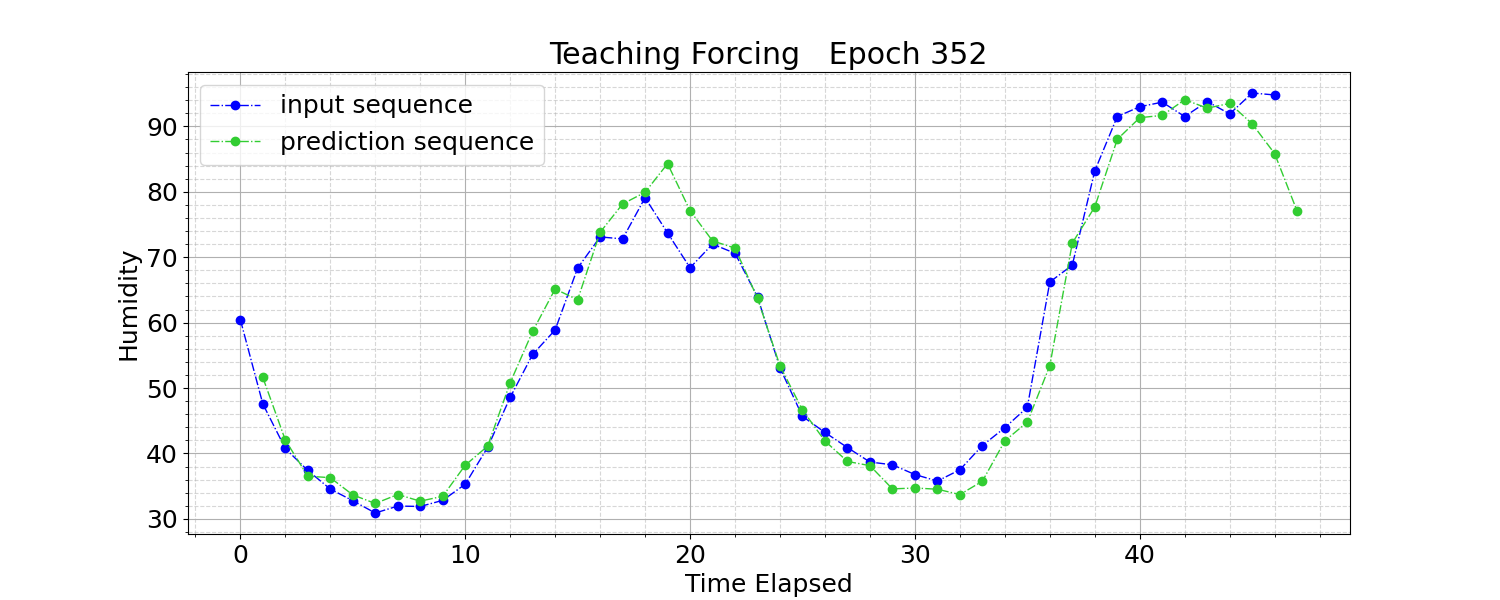 Teaching Forcing   Epoch 352
input sequence
prediction sequence
Humidity
90
80
70
60
50
40
30
0 10 20 30 40
Time Elapsed